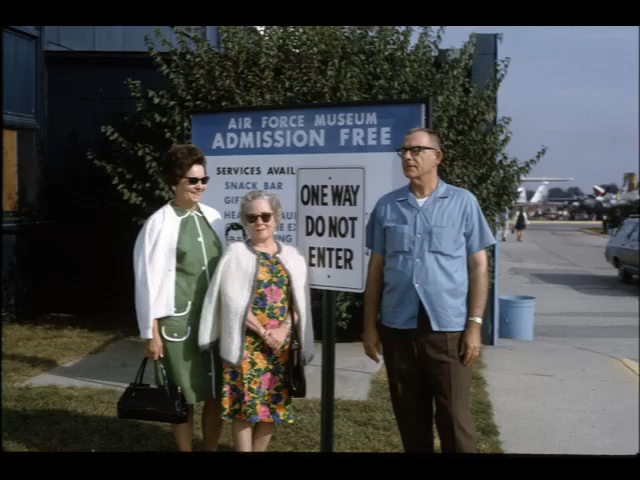 AIR FORCE MUSEUM
ADMISSION FREE
SERVICES AVAIL
SNACK BAR
ONE WAY
DO NOT
ENTER